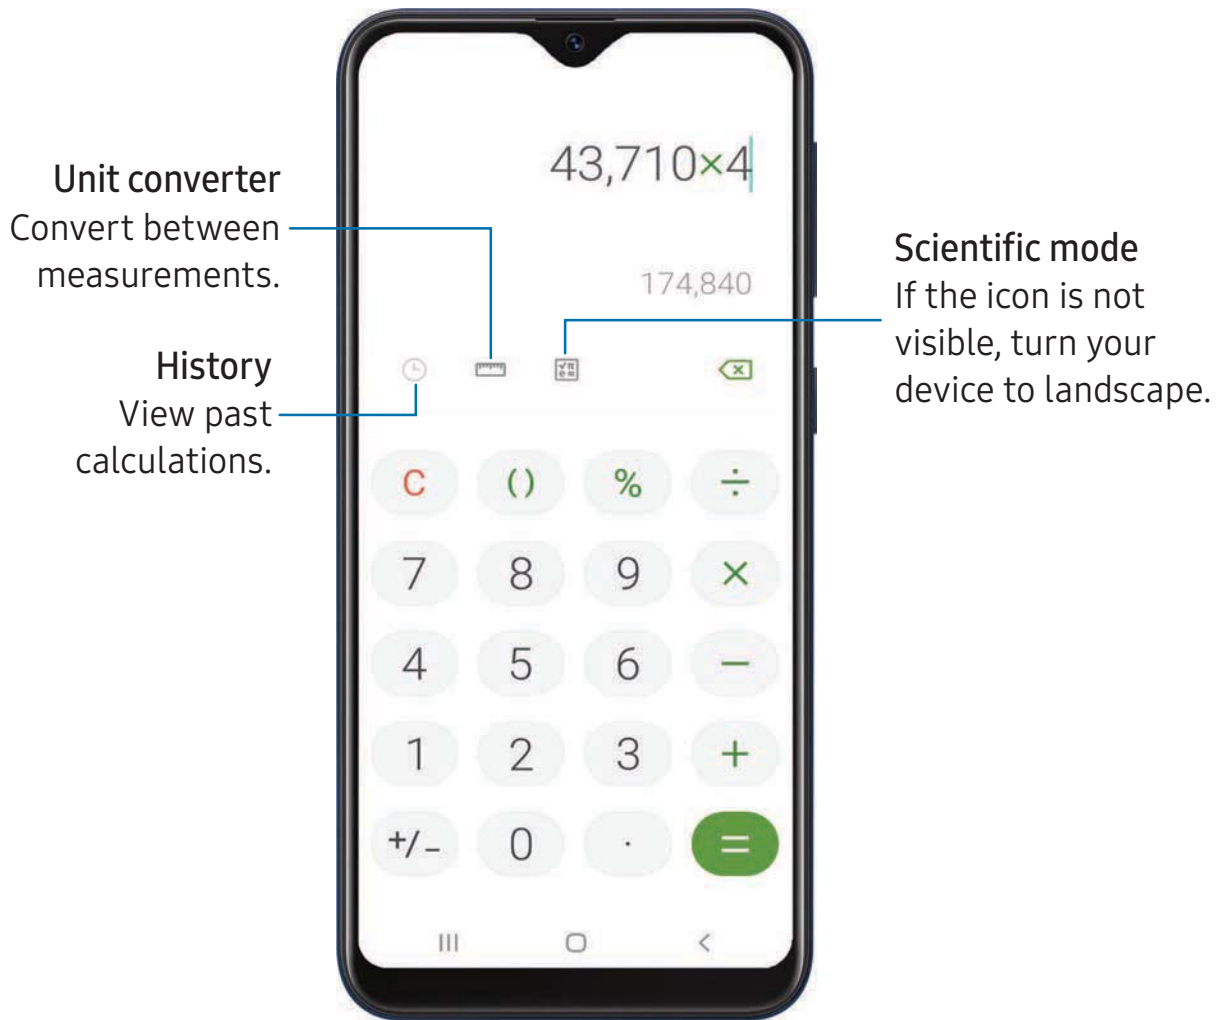 43,710×4
174,840
Unit converter
Convert between
measurements.
History
View past
calculations.
Scientific mode
If the icon is not
visible, turn your
device to landscape.
C () % ÷
7 8 9 ×
4 5 6 −
1 2 3 +
+/− 0 . =